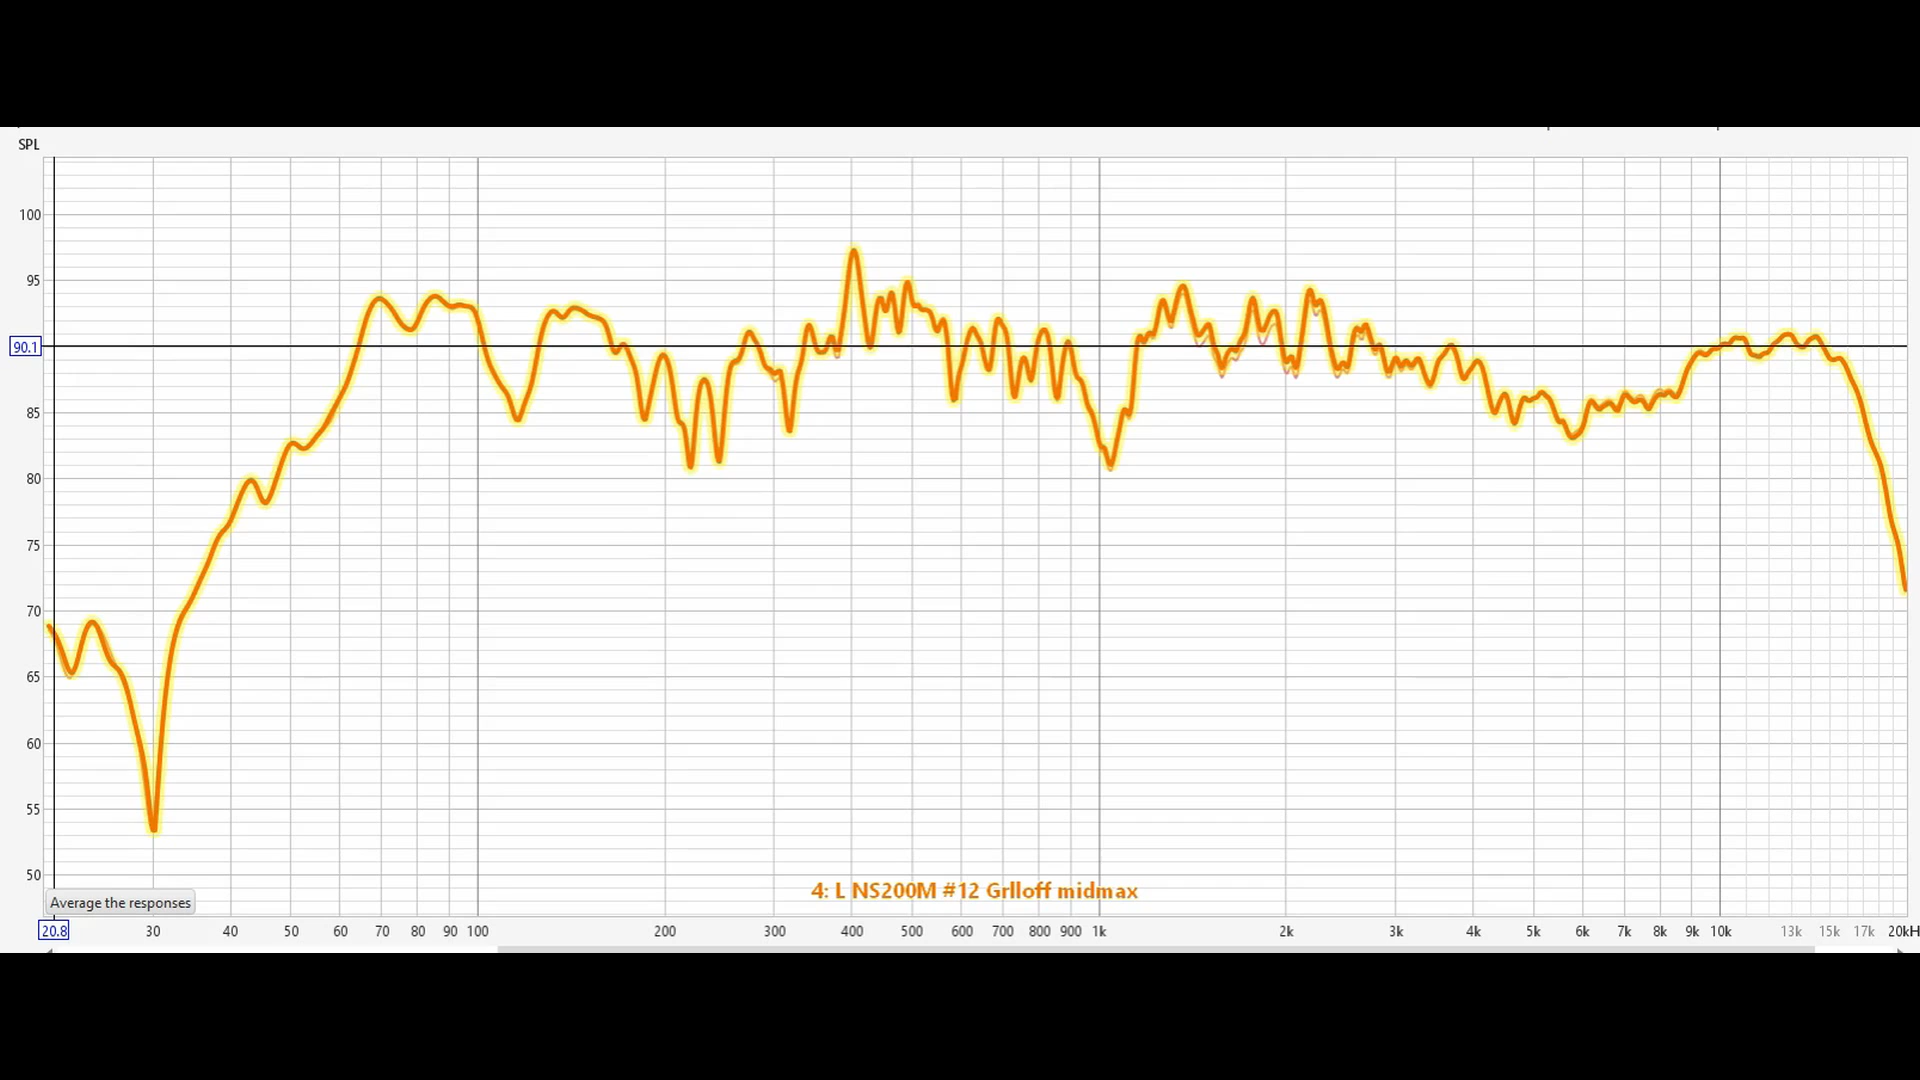 SPL
100
95
90.1
85
80
75
70
65
60
55
50
4: L NS200M #12 Grlloff midmax
Average the responses
20.8 30 40 50 60 70 80 90 100 200 300 400 500 600 700 800 900 1k 2k 3k 4k 5k 6k 7k 8k 9k 10k 13k 15k 17k 20kH